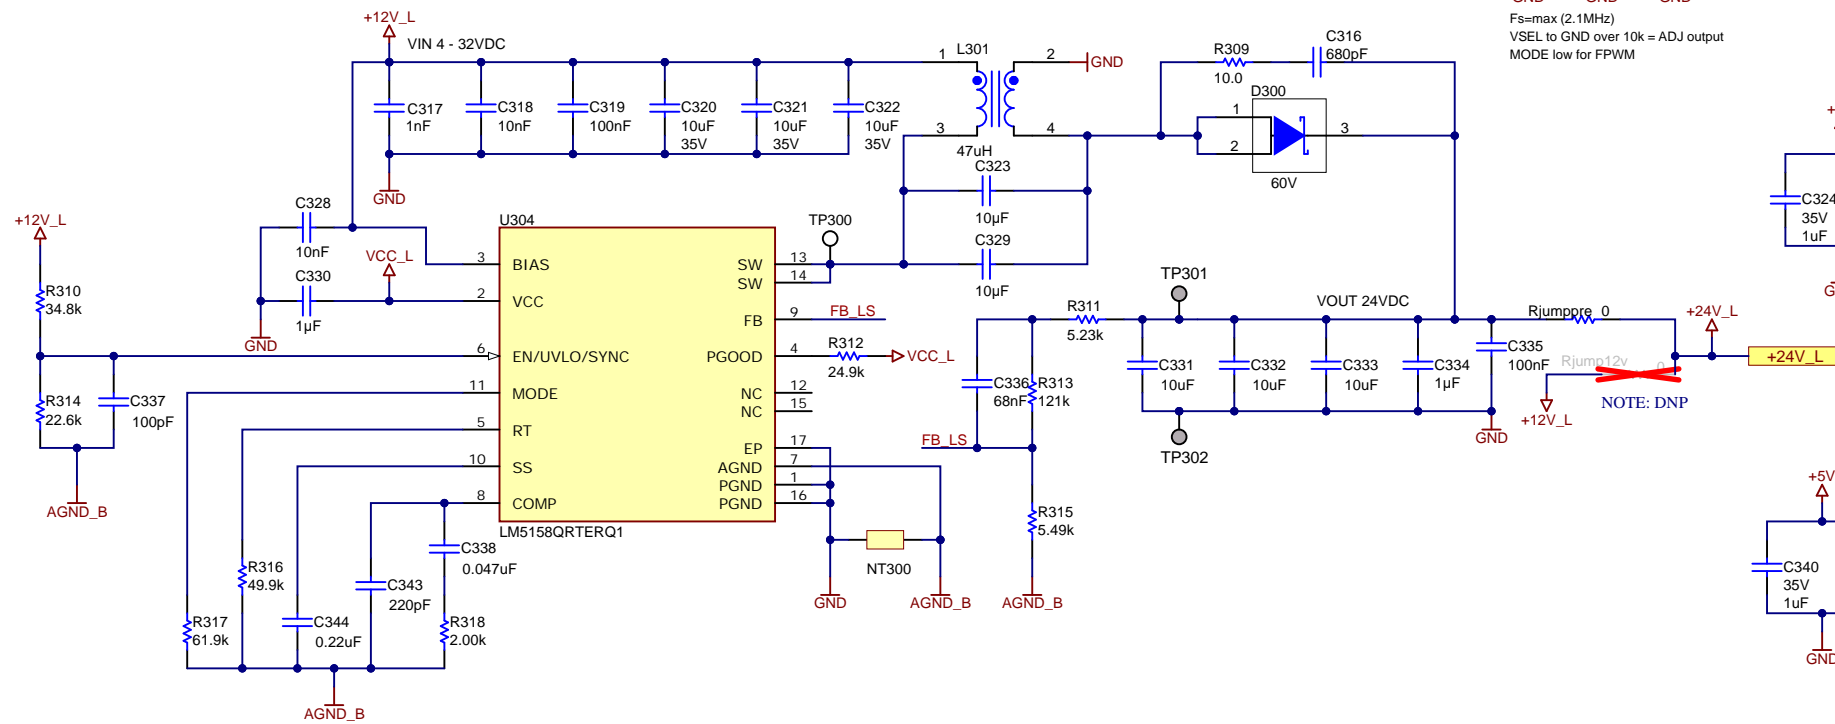 +12V_L
VIN 4 - 32VDC
C317
1nF
C318
10nF
C319
100nF
C320
10uF
35V
C321
10uF
35V
C322
10uF
35V
GND
1
L301
2
GND
3
4
47uH
C323
10µF
C329
10µF
R309
10.0
C316
680pF
D300
1
2
3
60V
Fs=max (2.1MHz)
VSEL to GND over 10k = ADJ output
MODE low for FPWM
GND
GND
GND
C324
35V
1uF
+12V_L
R310
34.8k
R314
22.6k
C337
100pF
AGND_B
C328
10nF
VCC_L
C330
1µF
GND
U304
3
BIAS
2
VCC
6
EN/UVLO/SYNC
11
MODE
5
RT
10
SS
8
COMP
SW
13
SW
14
FB
9
FB_LS
PGOOD
4
NC
12
NC
15
EP
17
AGND
7
PGND
1
PGND
16
LM5158QRTERQ1
TP300
R312
24.9k
VCC_L
NT300
GND
AGND_B
R317
61.9k
R316
49.9k
C344
0.22uF
C343
220pF
C338
0.047uF
R318
2.00k
AGND_B
FB_LS
C336
68nF
R313
121k
R311
5.23k
R315
5.49k
AGND_B
TP301
VOUT 24VDC
C331
10uF
C332
10uF
C333
10uF
C334
1µF
C335
100nF
TP302
GND
Rjumppre
0
Rjump12v
0
NOTE: DNP
+12V_L
+24V_L
+24V_L
+5V
C340
35V
1uF
GND